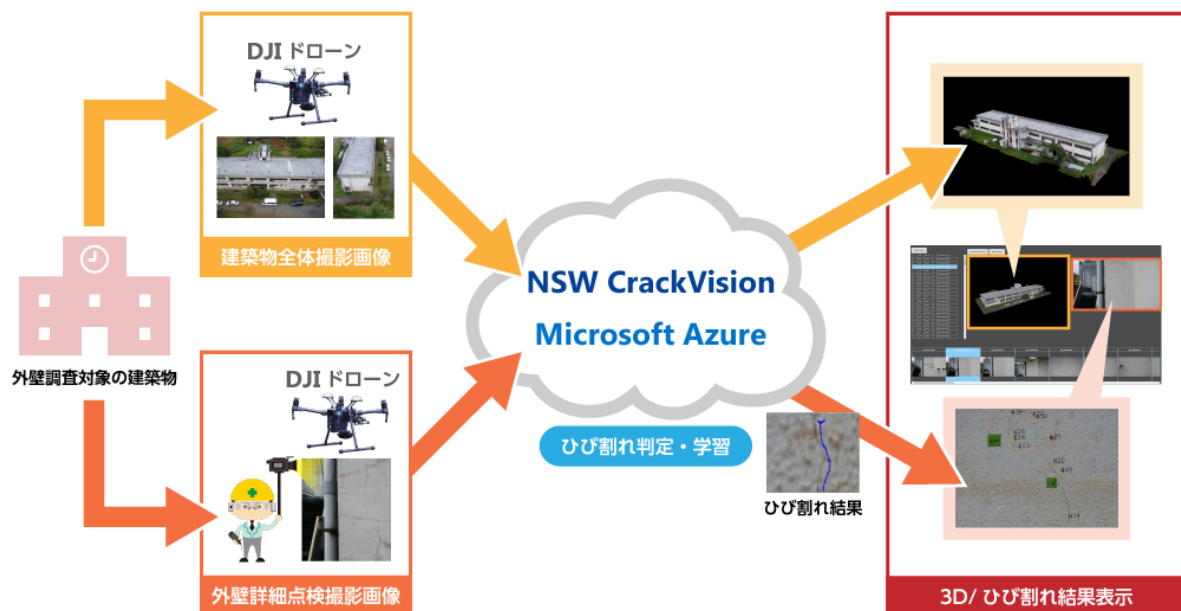 DJI ドローン
建築物全体撮影画像
外壁調査対象の建築物
DJI ドローン
外壁詳細点検撮影画像
NSW CrackVision
Microsoft Azure
ひび割れ判定・学習
ひび割れ結果
3D/ ひび割れ結果表示